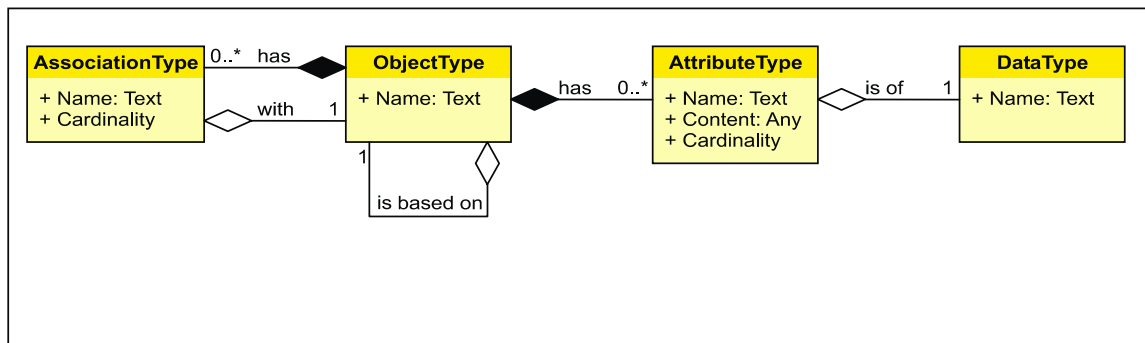 AssociationType
+ Name: Text
+ Cardinality
0..* has
with 1
ObjectType
+ Name: Text
1
is based on
has 0..*
AttributeType
+ Name: Text
+ Content: Any
+ Cardinality
is of 1
DataType
+ Name: Text